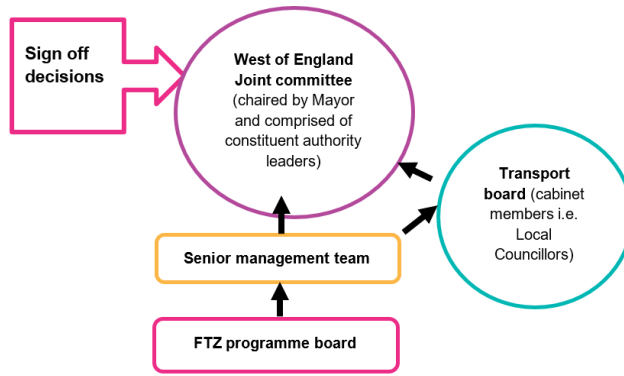 Sign off
decisions
West of England
Joint committee
(chaired by Mayor
and comprised of
constituent authority
leaders)
Transport
board (cabinet
members i.e.
Local
Councillors)
Senior management team
FTZ programme board